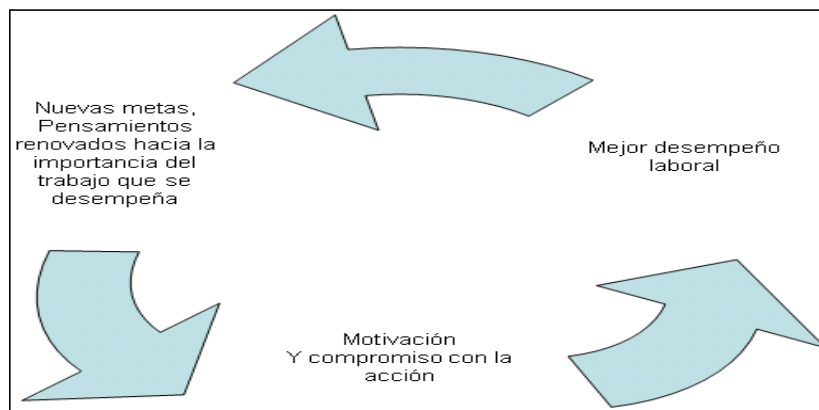 Nuevas metas,
Pensamientos
renovados hacia la
importancia del
trabajo que se
desempeña
Mejor desempeño
laboral
Motivación
Y compromiso con la
acción